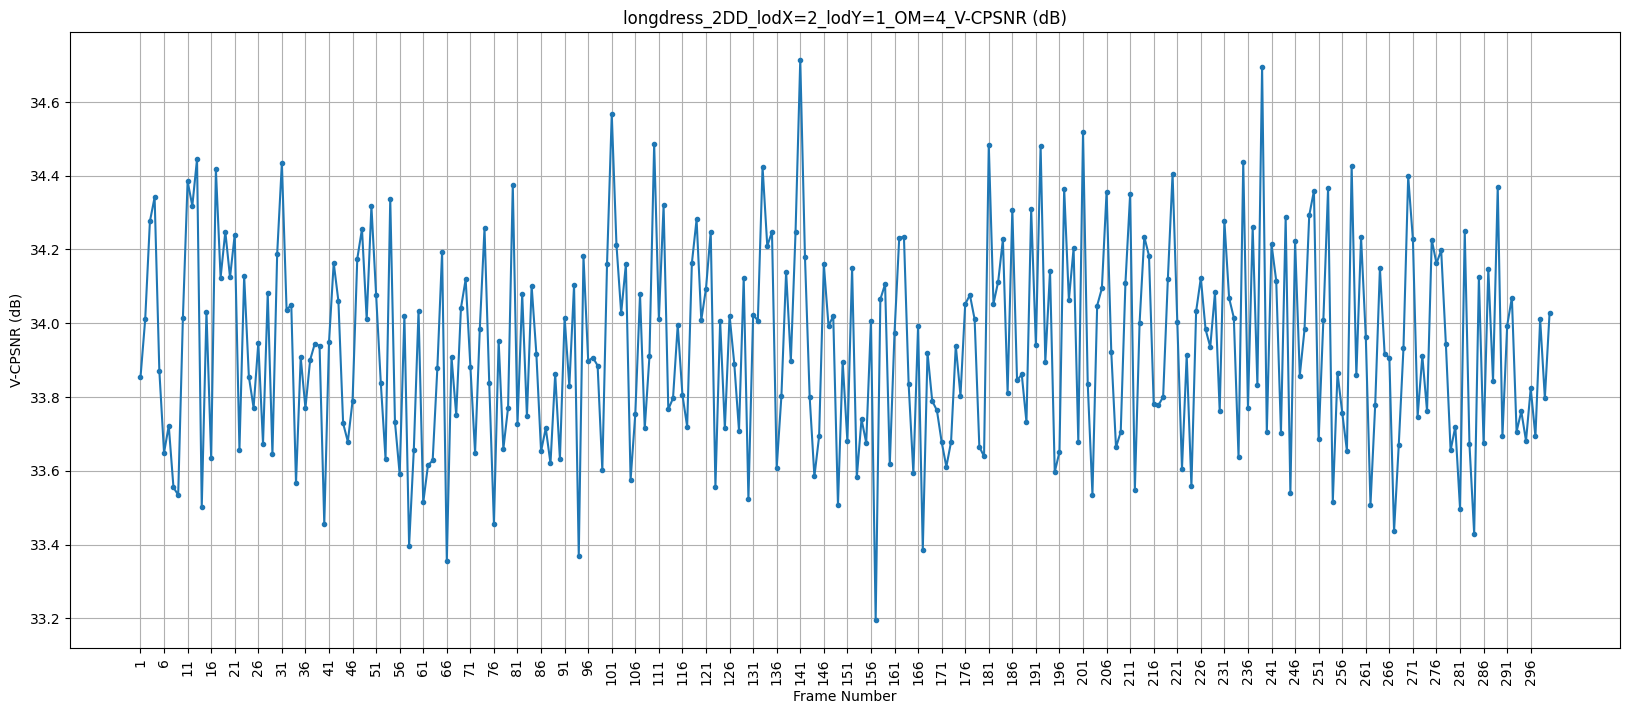 longdress_2DD_lodX=2_lodY=1_OM=4_V-CPSNR (dB)
V-CPSNR (dB)
34.6
34.4
34.2
34.0
33.8
33.6
33.4
33.2
1 6 11 16 21 26 31 36 41 46 51 56 61 66 71 76 81 86 91 96 101 106 111 116 121 126 131 136 141 146 151 156 161 166 171 176 181 186 191 196 201 206 211 216 221 226 231 236 241 246 251 256 261 266 271 276 281 286 291 296
Frame Number